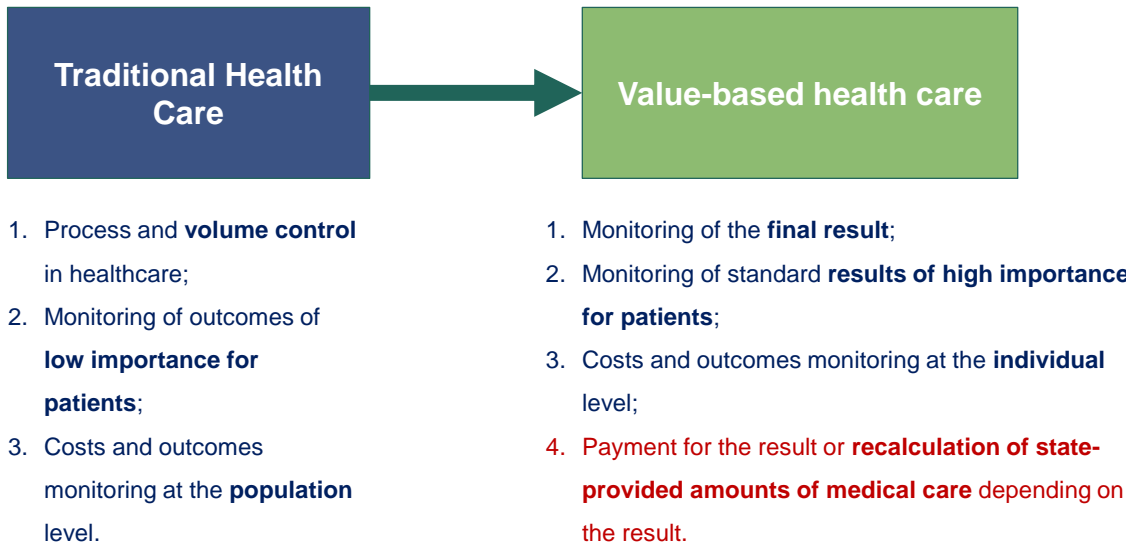 Traditional Health
Care
Value-based health care
1. Process and volume control
in healthcare;
2. Monitoring of outcomes of
low importance for
patients;
3. Costs and outcomes
monitoring at the population
level.
1. Monitoring of the final result;
2. Monitoring of standard results of high importance
for patients;
3. Costs and outcomes monitoring at the individual
level;
4. Payment for the result or recalculation of state-
provided amounts of medical care depending on
the result.